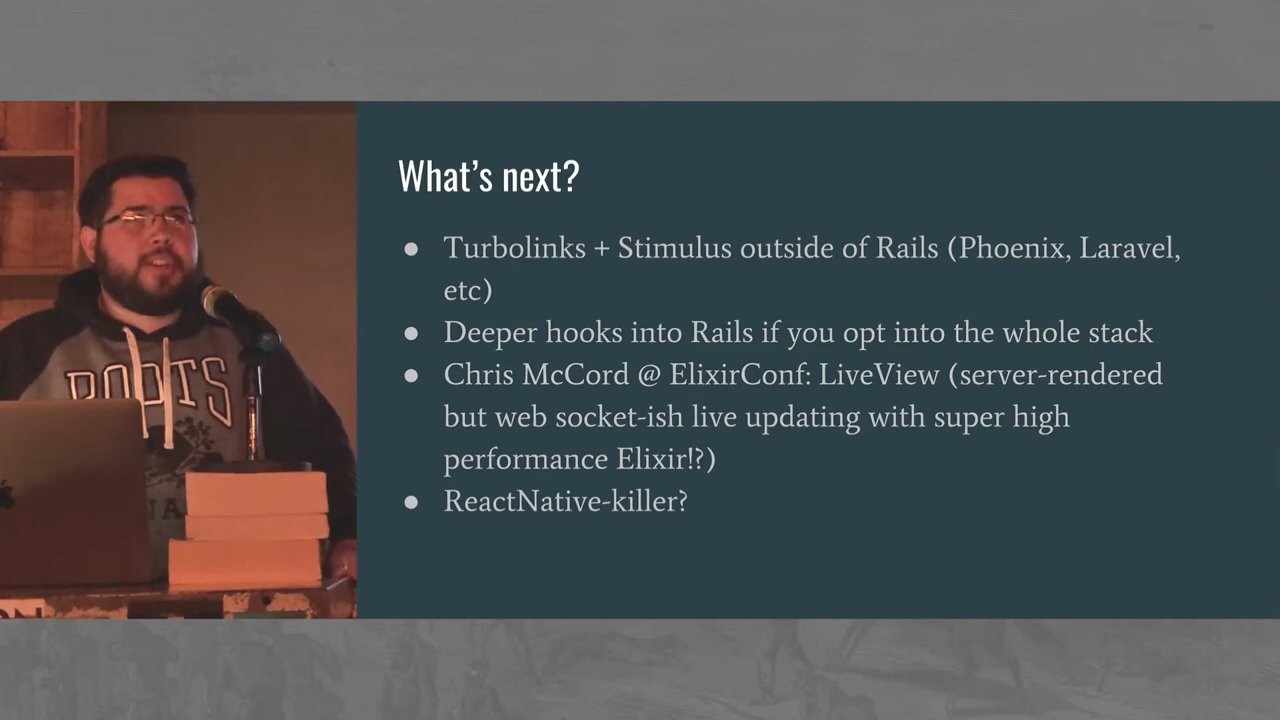 What's next?
● Turbolinks + Stimulus outside of Rails (Phoenix, Laravel,
etc)
● Deeper hooks into Rails if you opt into the whole stack
● Chris McCord @ ElixirConf: LiveView (server-rendered
but web socket-ish live updating with super high
performance Elixir!?)
● ReactNative-killer?
ROOTS